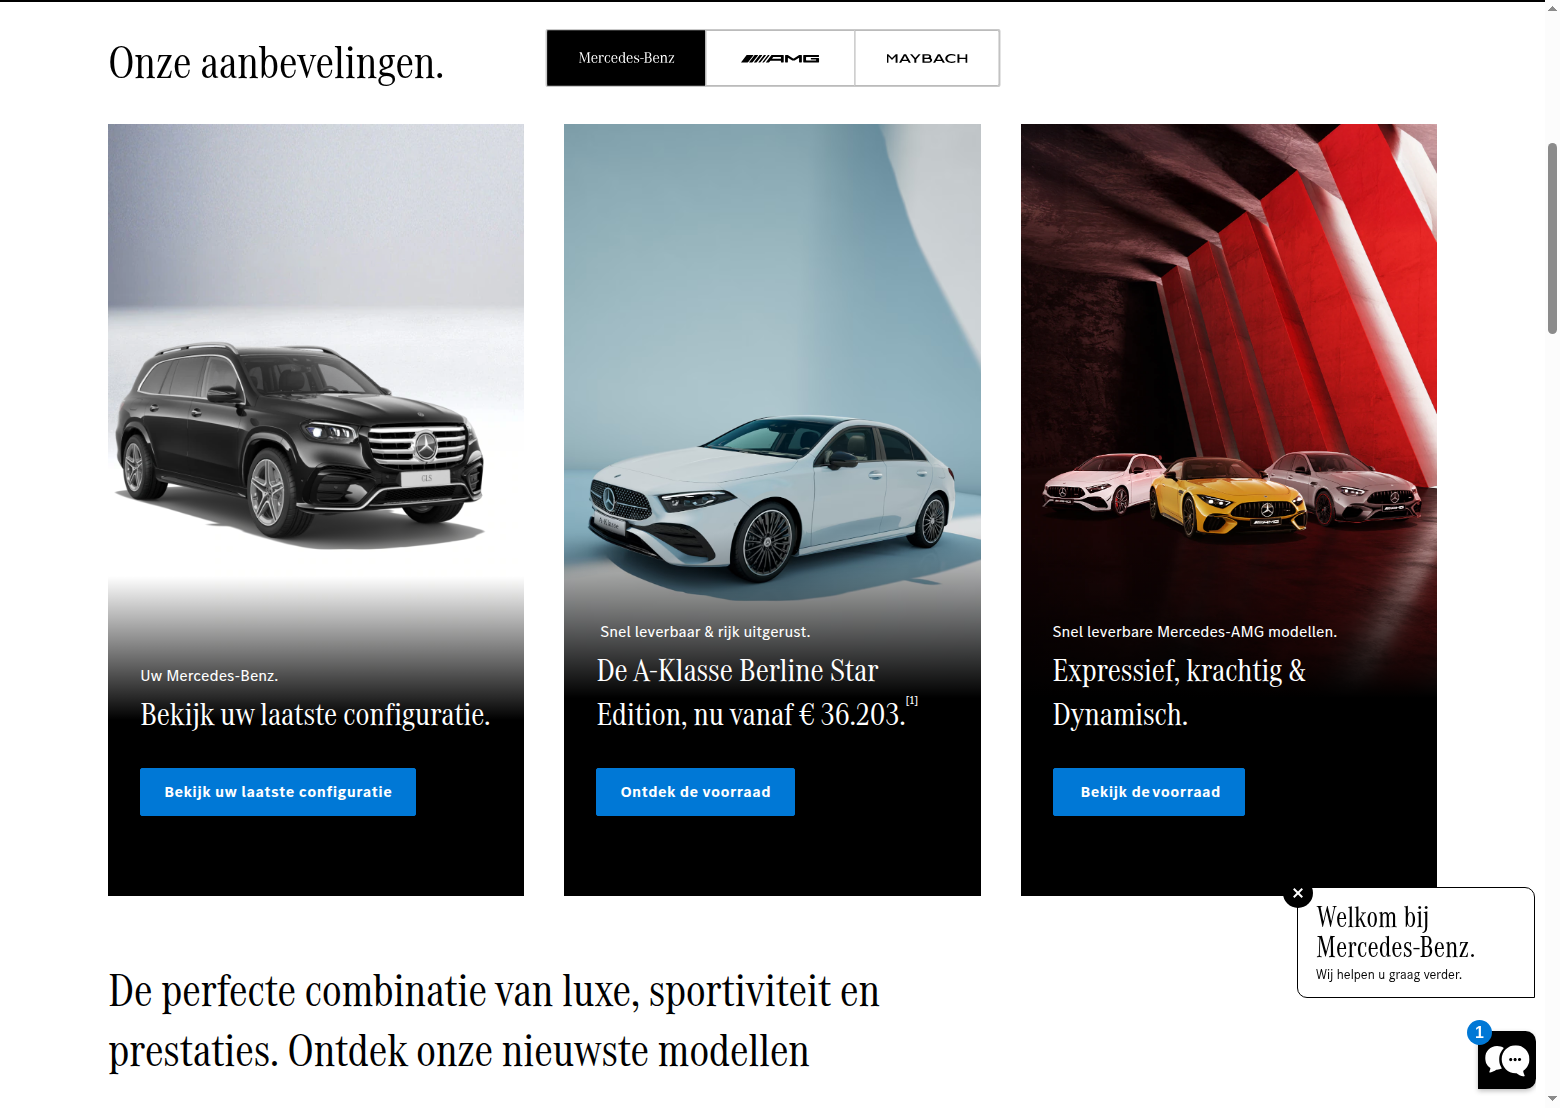 Onze aanbevelingen.
Mercedes-Benz
AMG
MAYBACH
GLS
Uw Mercedes-Benz.
Bekijk uw laatste configuratie.
Bekijk uw laatste configuratie
A-Klasse
Snel leverbaar & rijk uitgerust.
De A-Klasse Berline Star
Edition, nu vanaf € 36.203.[1]
Ontdek de voorraad
AMG
Snel leverbare Mercedes-AMG modellen.
Expressief, krachtig &
Dynamisch.
Bekijk de voorraad
Welkom bij
Mercedes-Benz.
Wij helpen u graag verder.
1
De perfecte combinatie van luxe, sportiviteit en
prestaties. Ontdek onze nieuwste modellen